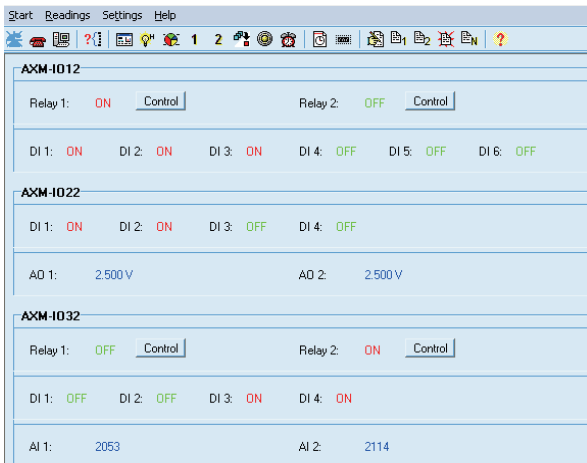 Start Readings Settings Help
?{} H 1 2 1 2 N ?
AXM-IO12
Relay 1: ON Control Relay 2: OFF Control
DI 1: ON DI 2: ON DI 3: ON DI 4: OFF DI 5: OFF DI 6: OFF
AXM-IO22
DI 1: ON DI 2: ON DI 3: OFF DI 4: OFF
AO 1: 2.500 V AO 2: 2.500 V
AXM-IO32
Relay 1: OFF Control Relay 2: ON Control
DI 1: OFF DI 2: OFF DI 3: ON DI 4: ON
AI 1: 2053 AI 2: 2114